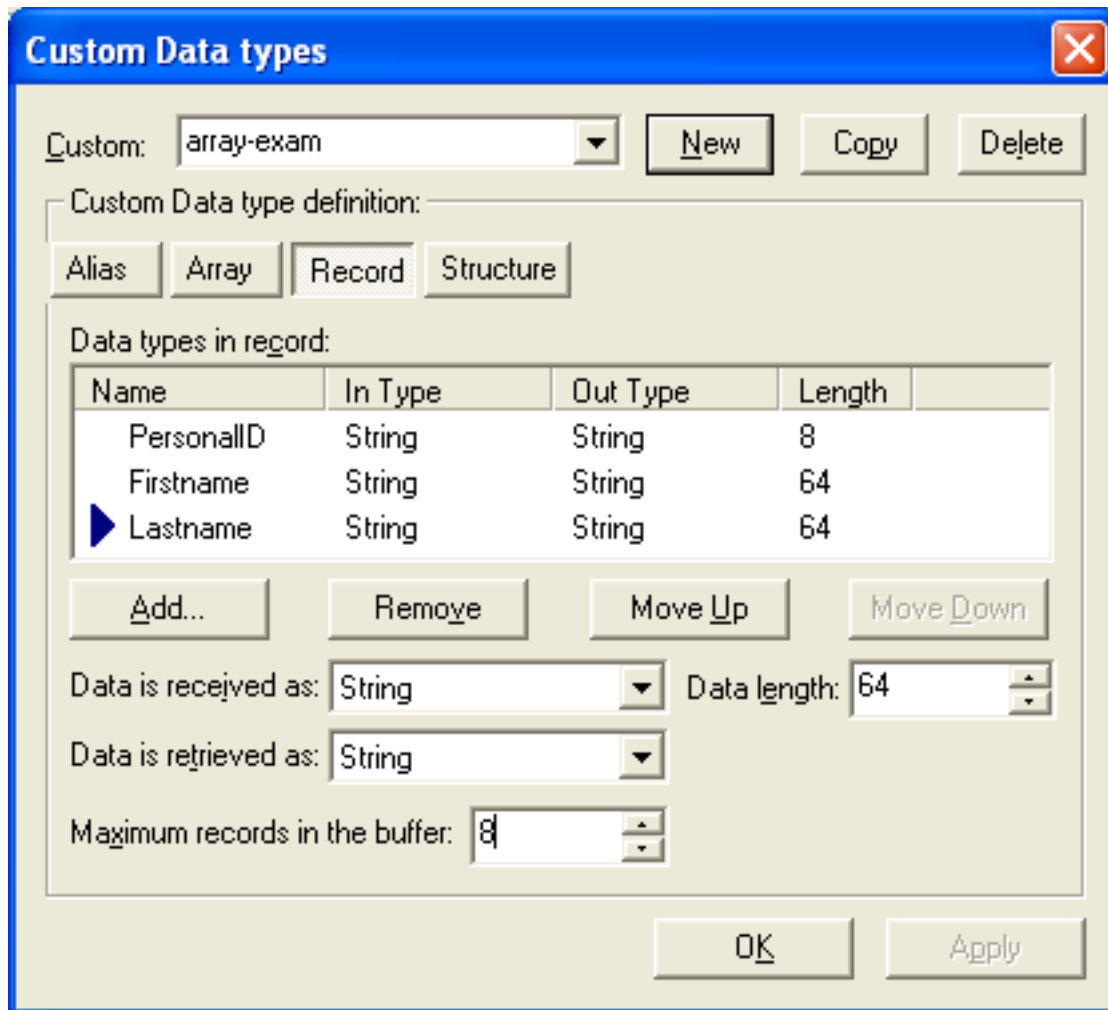 Custom Data types
Custom: array-exam New Copy Delete
Custom Data type definition:
Alias Array Record Structure
Data types in record:
Name In Type Out Type Length
PersonalID String String 8
Firstname String String 64
Lastname String String 64
Add... Remove Move Up Move Down
Data is received as: String Data length: 64
Data is retrieved as: String
Maximum records in the buffer: 8
OK Apply